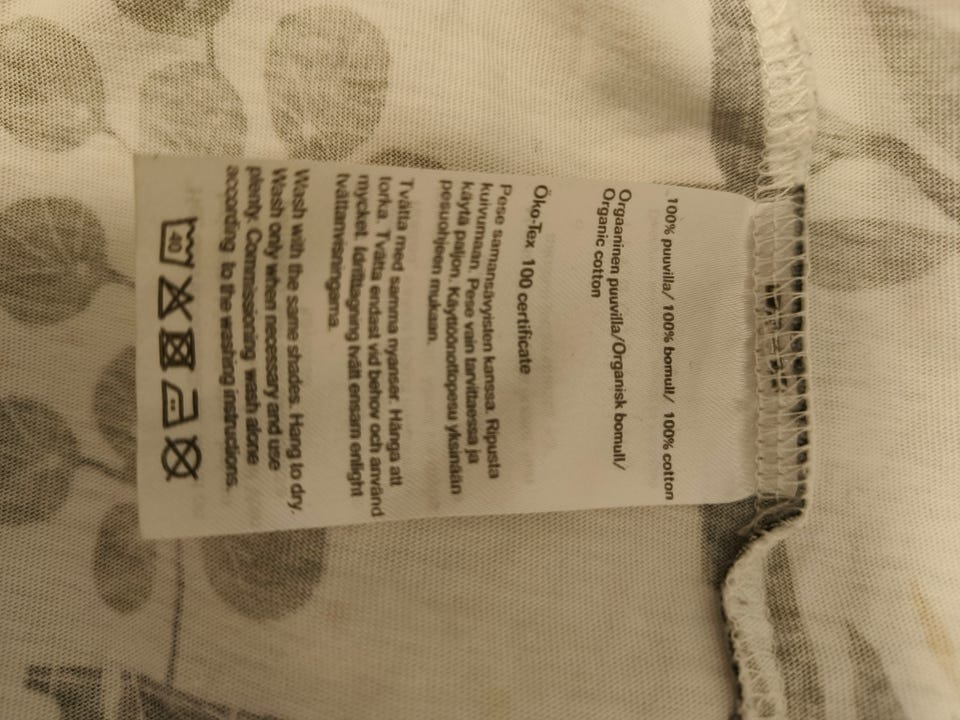 100% puuvilla/ 100% bomull/ 100% cotton
Orgaaninen puuvilla/Organisk bomull/
Organic cotton
Öko-Tex 100 certificate
Pese samansävyisten kanssa. Ripusta
kuivumaan. Pese vain tarvittaessa ja
käytä paljon. Käyttöönottopesu yksinään
pesuohjeen mukaan.
Tvätta med samma nyanser. Hänga att
torka. Tvätta endast vid behov och använd
mycket. Idrifttagning tvätt ensam enlight
tvättanvisningarna.
Wash with the same shades. Hang to dry.
Wash only when necessary and use
plenty. Commissioning wash alone
according to the washing instructions.
40